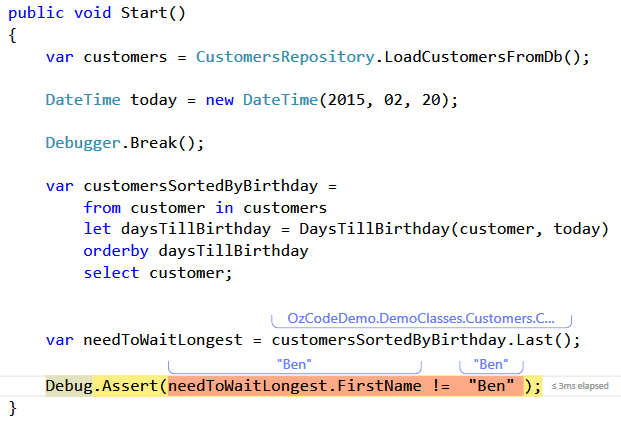 public void Start()
{
var customers = CustomersRepository.LoadCustomersFromDb();
DateTime today = new DateTime(2015, 02, 20);
Debugger.Break();
var customersSortedByBirthday =
from customer in customers
let daysTillBirthday = DaysTillBirthday(customer, today)
orderby daysTillBirthday
select customer;
OzCodeDemo.DemoClasses.Customers.C...
var needToWaitLongest = customersSortedByBirthday.Last();
"Ben" "Ben"
Debug.Assert(needToWaitLongest.FirstName != "Ben" ); ≤ 3ms elapsed
}